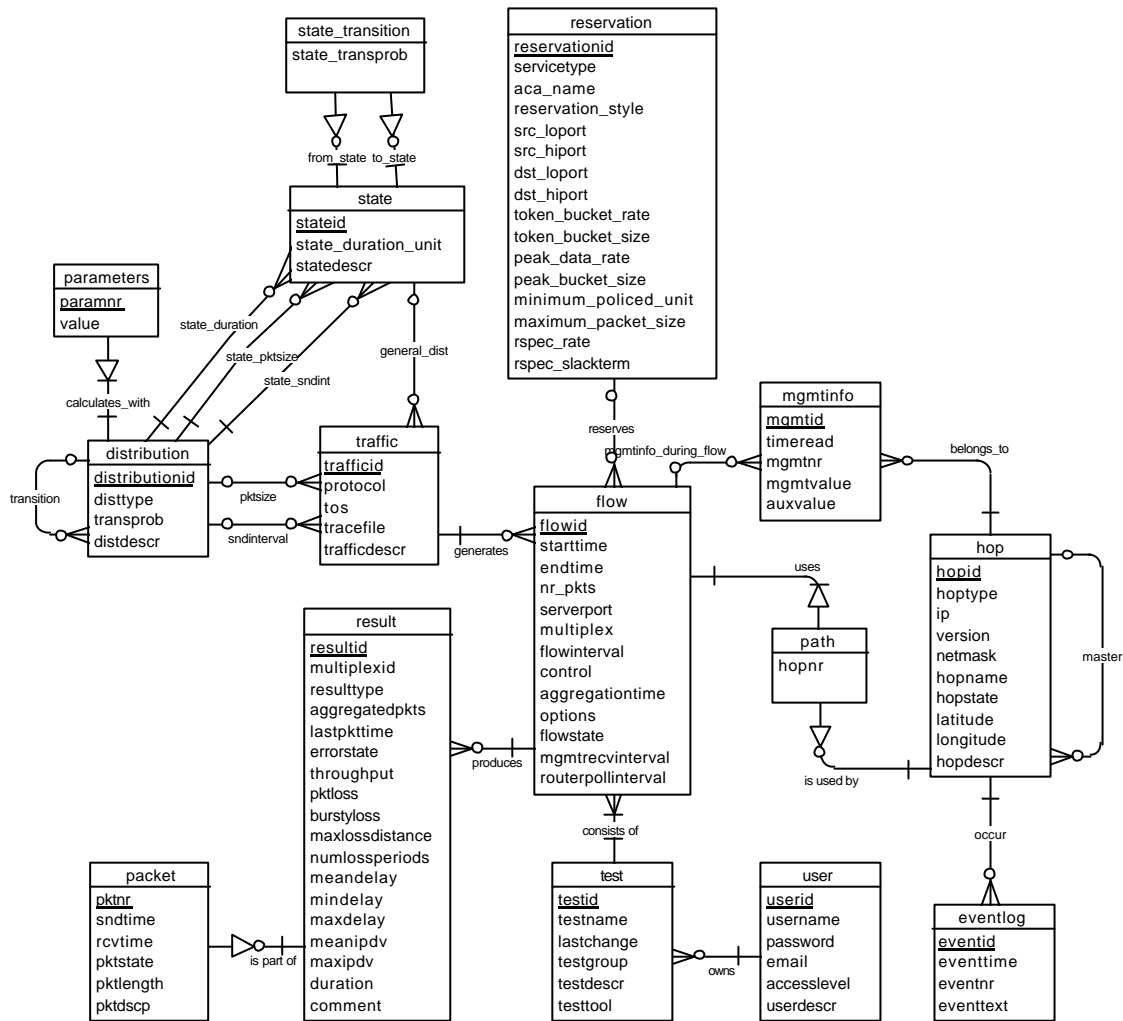 state_transition
state_transprob
from_state
to_state
state
stateid
state_duration_unit
statedescr
reservation
reservationid
servicetype
aca_name
reservation_style
src_loport
src_hiport
dst_loport
dst_hiport
token_bucket_rate
token_bucket_size
peak_data_rate
peak_bucket_size
minimum_policed_unit
maximum_packet_size
rspec_rate
rspec_slackterm
parameters
paramnr
value
calculates_with
state_duration
state_pktsize
state_sndint
general_dist
reserves
mgmtinfo_during_flow
mgmtinfo
mgmtid
timeread
mgmtnr
mgmtvalue
auxvalue
belongs_to
distribution
distributionid
disttype
transprob
distdescr
transition
pktsize
sndinterval
traffic
trafficid
protocol
tos
tracefile
trafficdescr
generates
flow
flowid
starttime
endtime
nr_pkts
serverport
multiplex
flowinterval
control
aggregationtime
options
flowstate
mgmtrecvinterval
routerpollinterval
uses
path
hopnr
is used by
hop
hopid
hoptype
ip
version
netmask
hopname
hopstate
latitude
longitude
hopdescr
master
result
resultid
multiplexid
resulttype
aggregatedpkts
lastpkttime
errorstate
throughput
pktloss
burstyloss
maxlossdistance
numlossperiods
meandelay
mindelay
maxdelay
meanipdv
maxipdv
duration
comment
produces
consists of
occur
packet
pktnr
sndtime
rcvtime
pktstate
pktlength
pktdscp
is part of
test
testid
testname
lastchange
testgroup
testdescr
testtool
owns
user
userid
username
password
email
accesslevel
userdescr
eventlog
eventid
eventtime
eventnr
eventtext